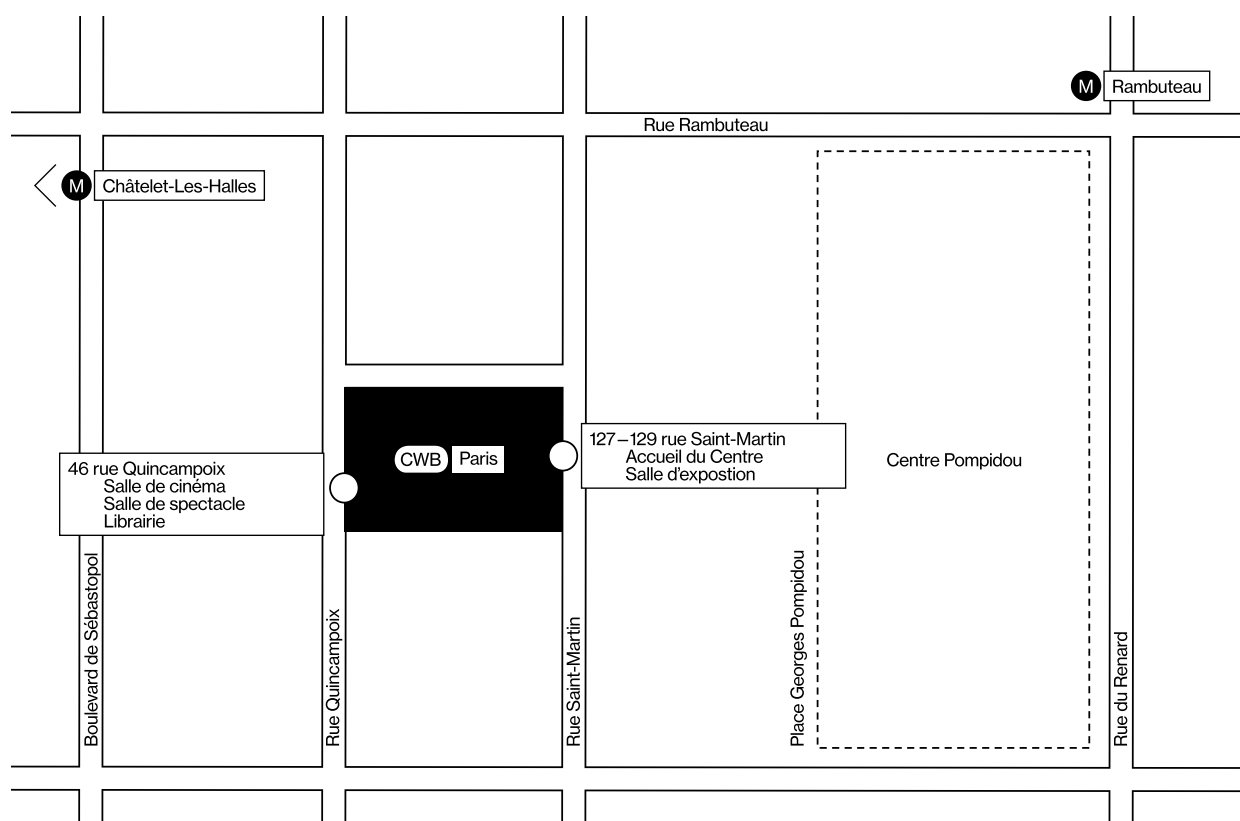 M Rambuteau
Rue Rambuteau
M Châtelet-Les-Halles
127–129 rue Saint-Martin
Accueil du Centre
Salle d'expostion
CWB Paris
Centre Pompidou
46 rue Quincampoix
Salle de cinéma
Salle de spectacle
Librairie
Boulevard de Sébastopol
Rue Quincampoix
Rue Saint-Martin
Place Georges Pompidou
Rue du Renard